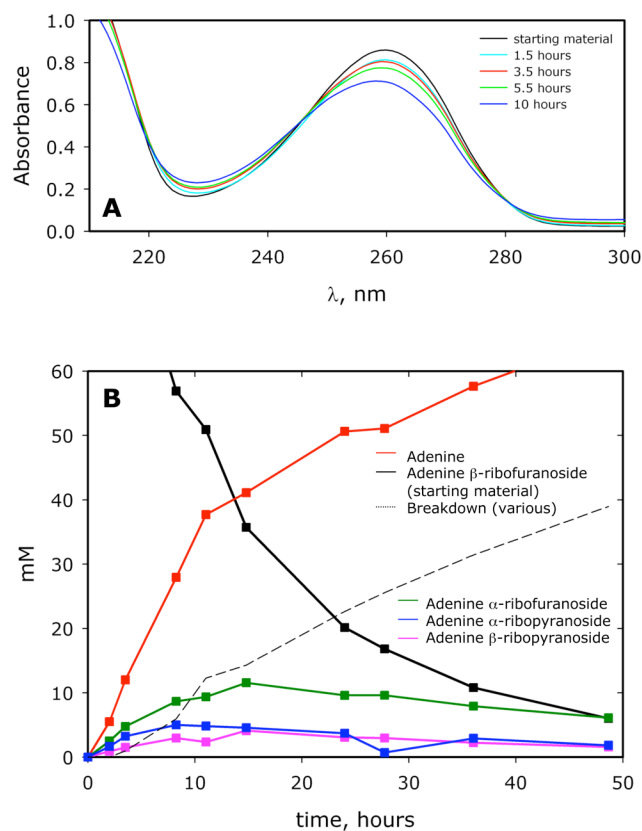 1.0
0.8
0.6
0.4
0.2
0.0
Absorbance
A
starting material
1.5 hours
3.5 hours
5.5 hours
10 hours
220 240 260 280 300
λ, nm
60
50
40
30
20
10
0
mM
B
Adenine
Adenine β-ribofuranoside
(starting material)
Breakdown (various)
Adenine α-ribofuranoside
Adenine α-ribopyranoside
Adenine β-ribopyranoside
0 10 20 30 40 50
time, hours